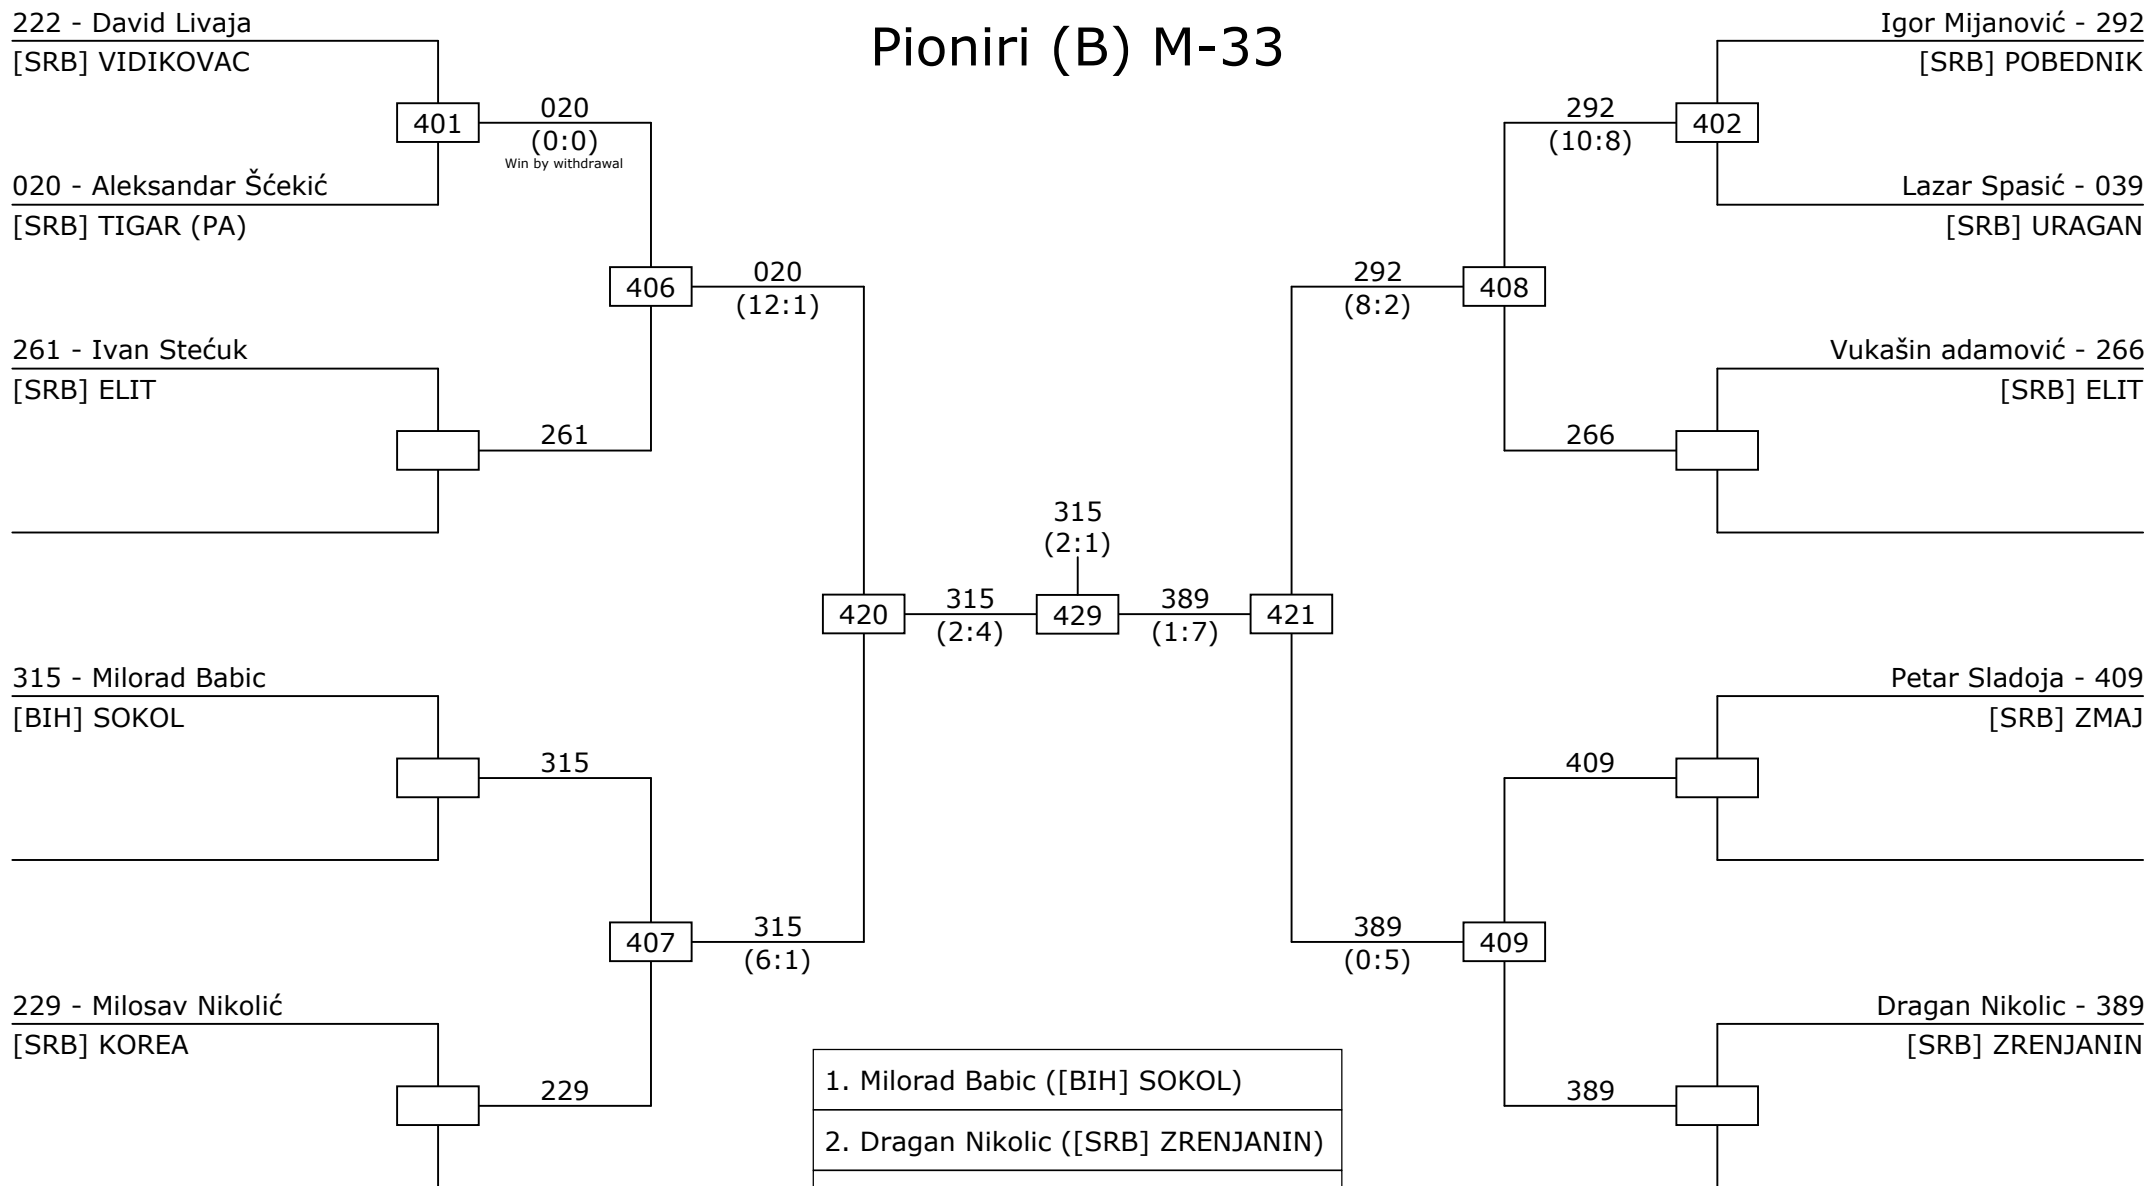 Pioniri (B) M-33
222 - David Livaja
[SRB] VIDIKOVAC
401
020
(0:0)
Win by withdrawal
020 - Aleksandar Šćekić
[SRB] TIGAR (PA)
406
020
(12:1)
261 - Ivan Stećuk
[SRB] ELIT
261
315 - Milorad Babic
[BIH] SOKOL
315
407
315
(6:1)
229 - Milosav Nikolić
[SRB] KOREA
229
420
315
(2:4)
315
(2:1)
429
389
(1:7)
421
Igor Mijanović - 292
[SRB] POBEDNIK
292
(10:8)
402
Lazar Spasić - 039
[SRB] URAGAN
292
(8:2)
408
Vukašin adamović - 266
[SRB] ELIT
266
Petar Sladoja - 409
[SRB] ZMAJ
409
389
(0:5)
409
Dragan Nikolic - 389
[SRB] ZRENJANIN
389
1. Milorad Babic ([BIH] SOKOL)
2. Dragan Nikolic ([SRB] ZRENJANIN)